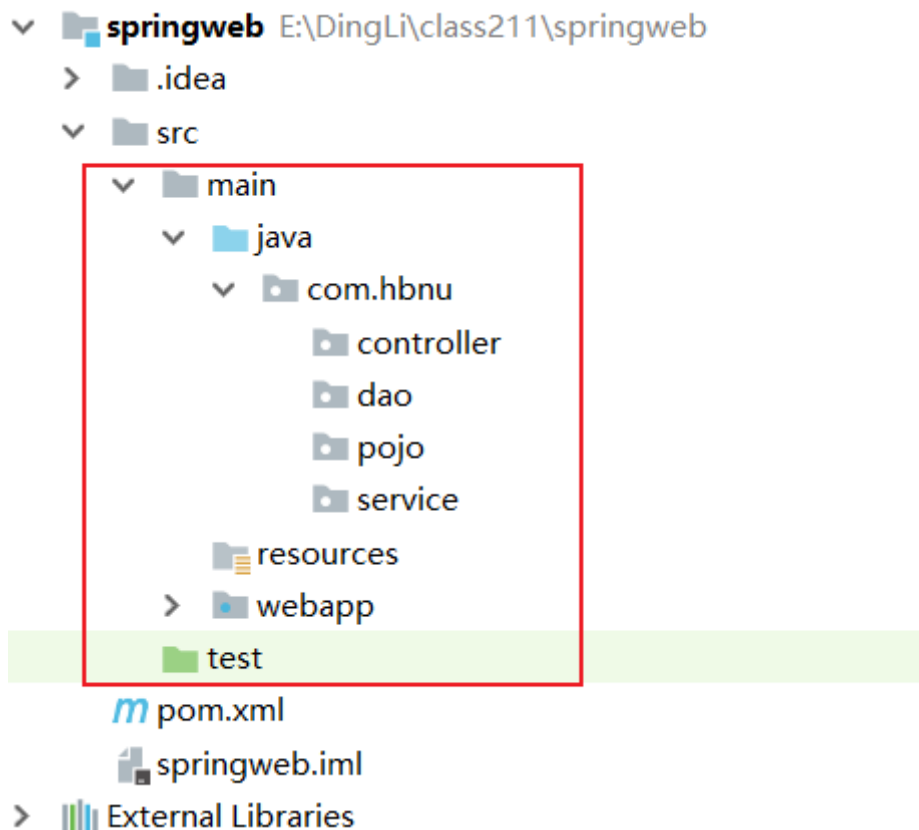 springweb E:\DingLi\class211\springweb
.idea
src
main
java
com.hbnu
controller
dao
pojo
service
resources
webapp
test
m pom.xml
springweb.iml
External Libraries